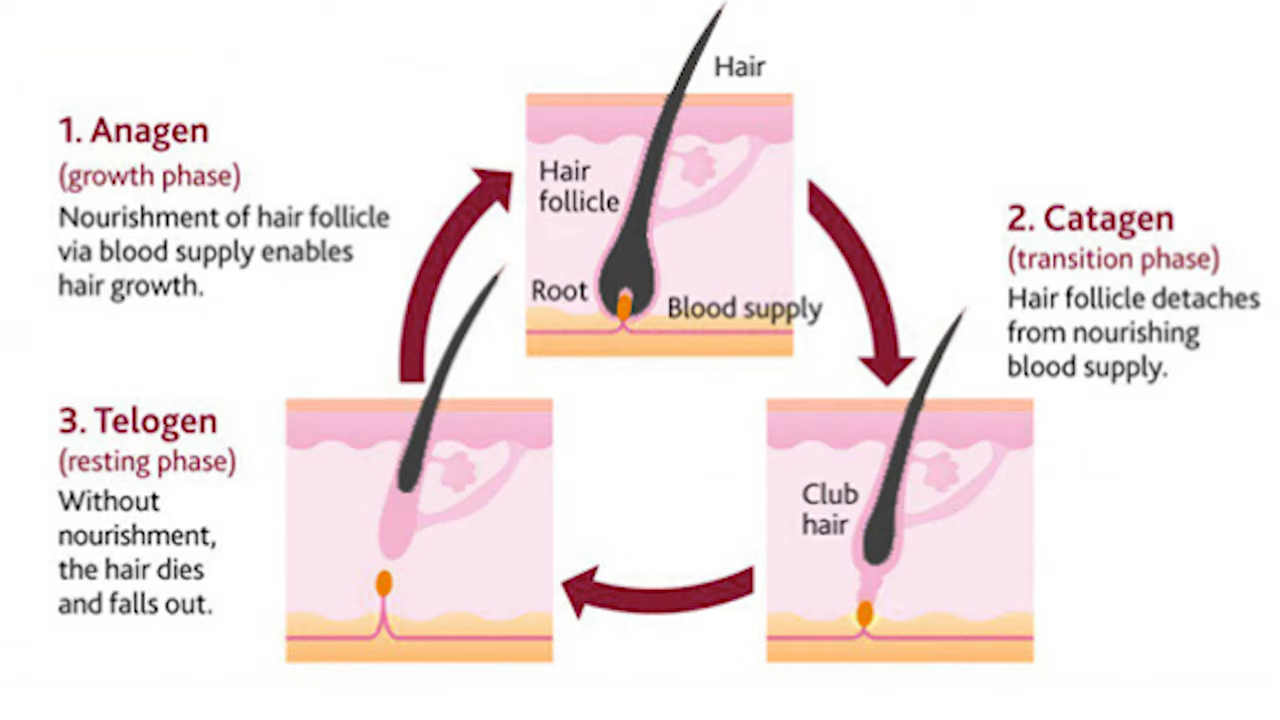 Hair
1. Anagen
(growth phase)
Nourishment of hair follicle
via blood supply enables
hair growth.
Hair
follicle
Root
Blood supply
2. Catagen
(transition phase)
Hair follicle detaches
from nourishing
blood supply.
3. Telogen
(resting phase)
Without
nourishment,
the hair dies
and falls out.
Club
hair